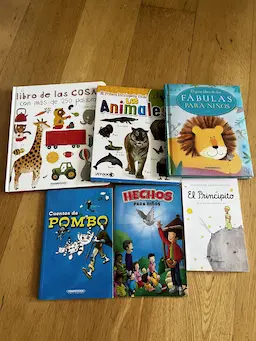 libro de las COSAS
con más de 250 palabras
LOS
Animales
FÁBULAS
PARA NIÑOS
Cuentos de
POMBO
HECHOS
PARA NIÑOS
El Principito